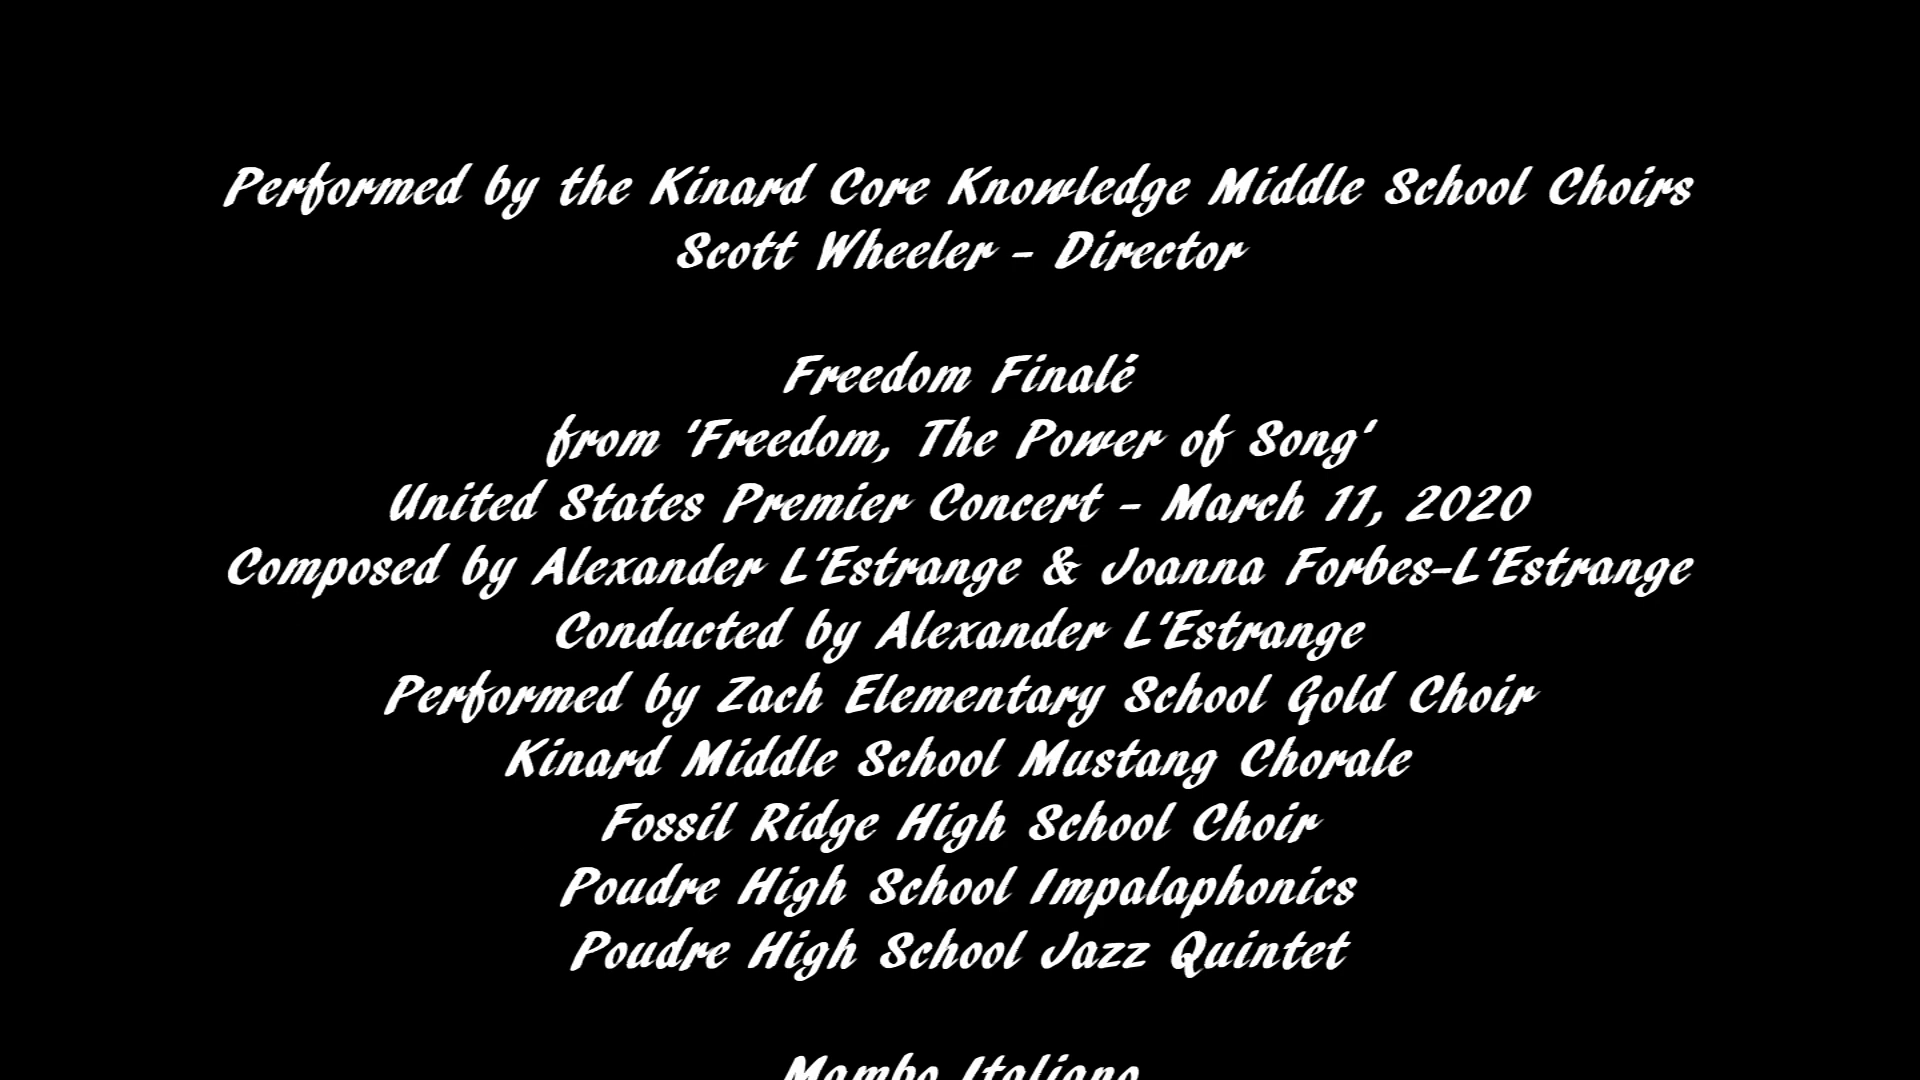 Performed by the Kinard Core Knowledge Middle School Choirs
Scott Wheeler - Director
Freedom Finalé
from 'Freedom, The Power of Song'
United States Premier Concert - March 11, 2020
Composed by Alexander L'Estrange & Joanna Forbes-L'Estrange
Conducted by Alexander L'Estrange
Performed by Zach Elementary School Gold Choir
Kinard Middle School Mustang Chorale
Fossil Ridge High School Choir
Poudre High School Impalaphonics
Poudre High School Jazz Quintet
Mambo Italiano